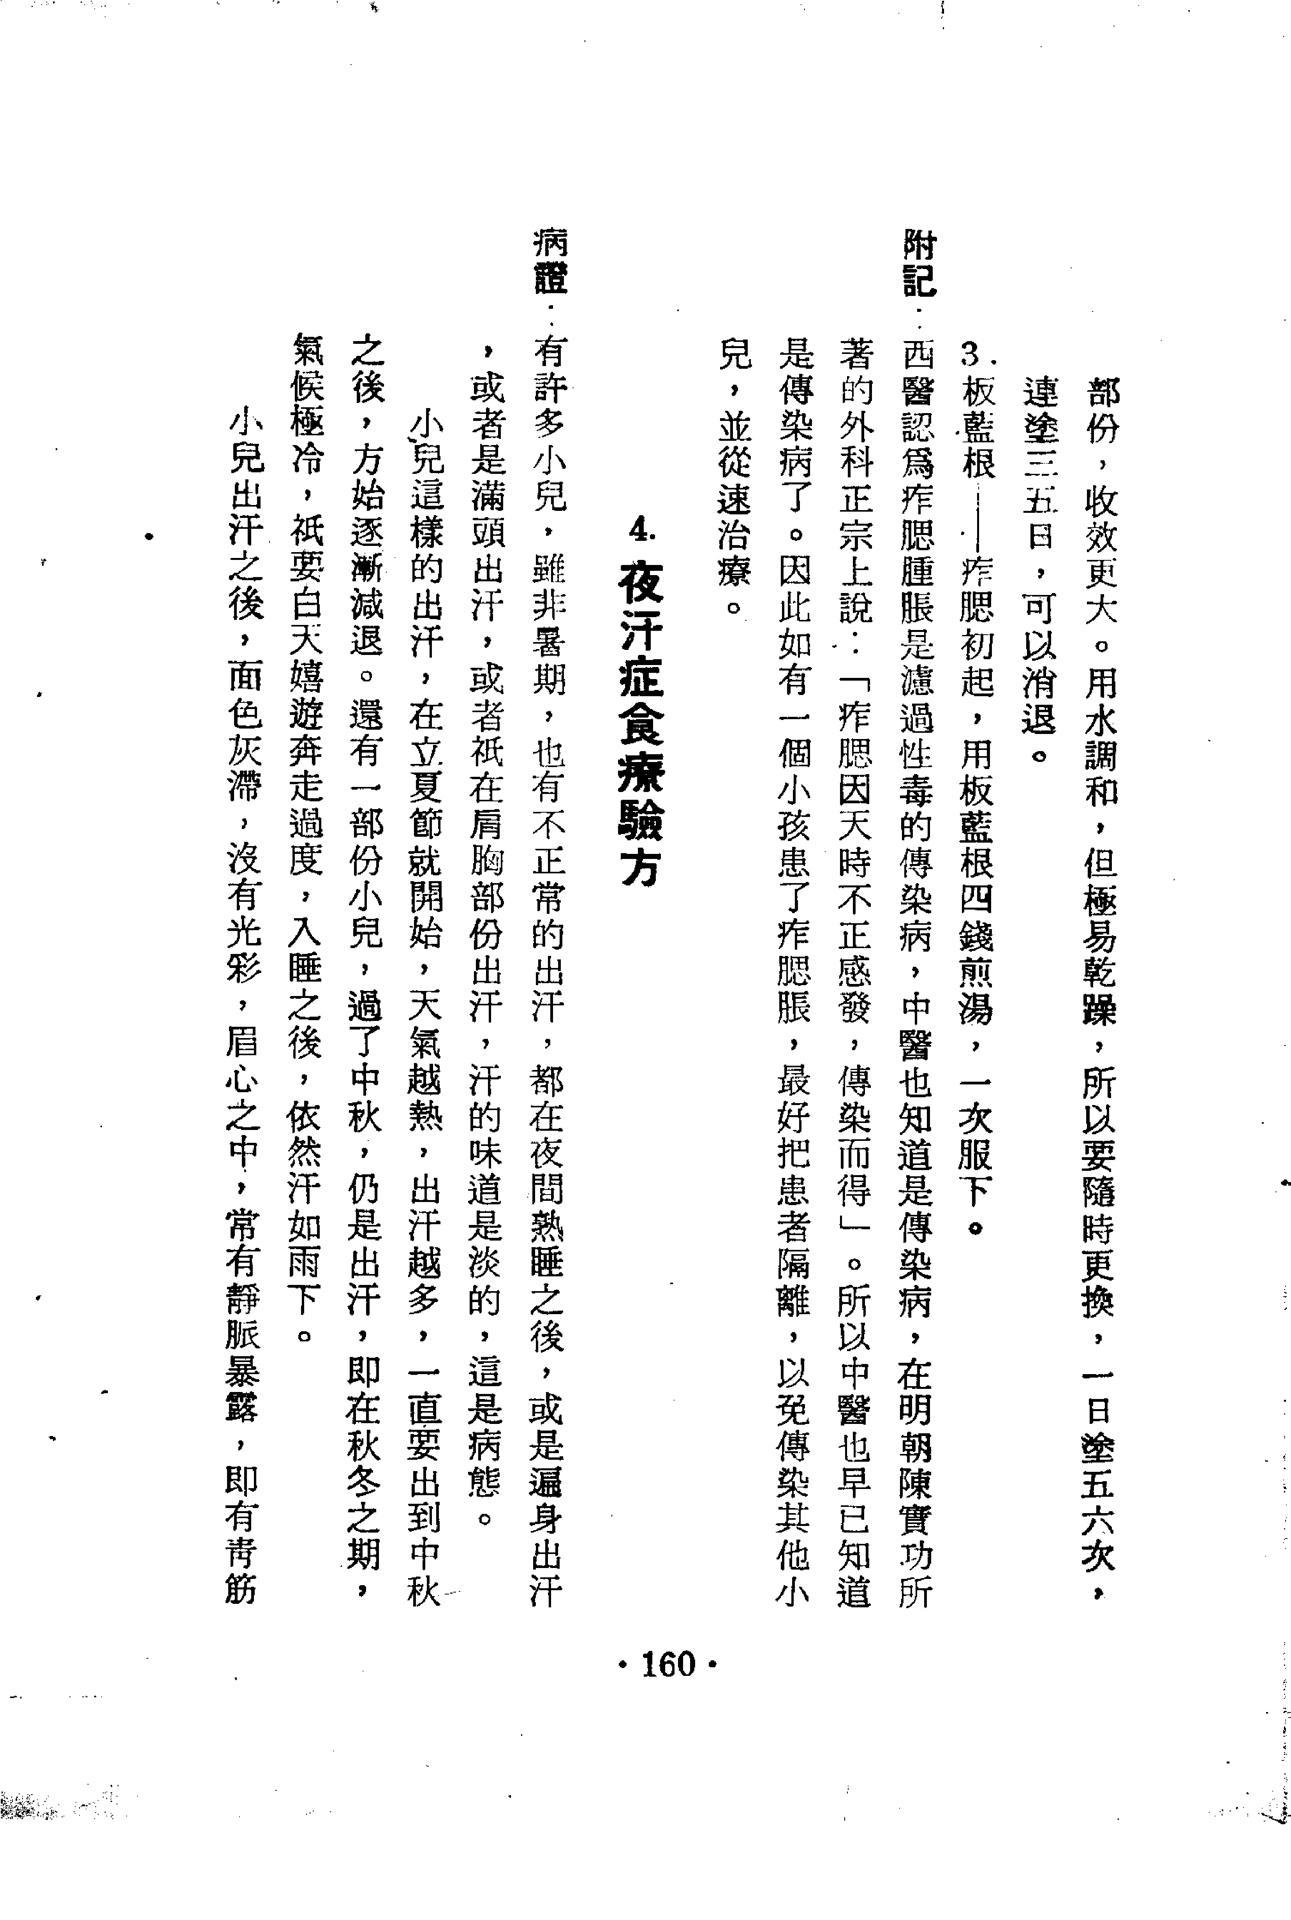 部份，收效更大。用水調和，但極易乾躁，所以要隨時更換，一日塗五六次，
連塗三五日，可以消退。
3．板藍根——痄腮初起，用板藍根四錢煎湯，一次服下。
附記：西醫認爲痄腮腫脹是濾過性毒的傳染病，中醫也知道是傳染病，在明朝陳實功所
著的外科正宗上說：「痄腮因天時不正感發，傳染而得」。所以中醫也早已知道
是傳染病了。因此如有一個小孩患了痄腮脹，最好把患者隔離，以免傳染其他小
兒，並從速治療。
4.夜汗症食療驗方
病證：有許多小兒，雖非暑期，也有不正常的出汗，都在夜間熟睡之後，或是遍身出汗
，或者是滿頭出汗，或者祇在肩胸部份出汗，汗的味道是淡的，這是病態。
小兒這樣的出汗，在立夏節就開始，天氣越熱，出汗越多，一直要出到中秋
之後，方始逐漸減退。還有一部份小兒，過了中秋，仍是出汗，即在秋冬之期，
氣候極冷，祇要白天嬉遊奔走過度，入睡之後，依然汗如雨下。
小兒出汗之後，面色灰滯，沒有光彩，眉心之中，常有靜脈暴露，即有靑筋
·160·